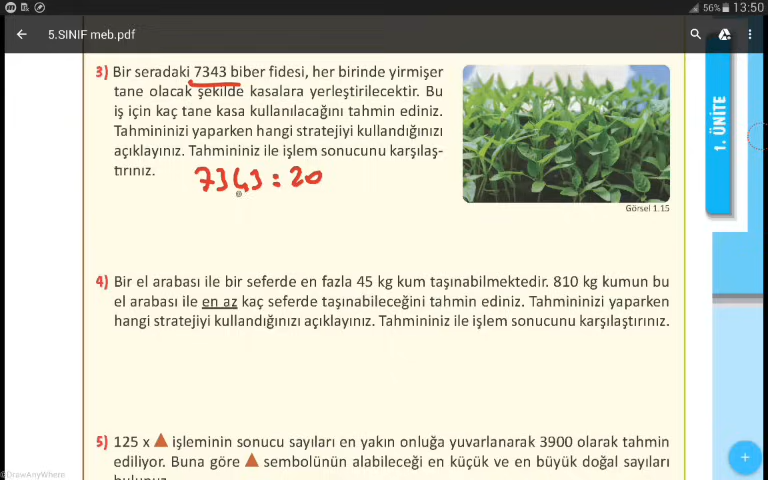 56% 13:50
5.SINIF meb.pdf
3) Bir seradaki 7343 biber fidesi, her birinde yirmişer
tane olacak şekilde kasalara yerleştirilecektir. Bu
iş için kaç tane kasa kullanılacağını tahmin ediniz.
Tahmininizi yaparken hangi stratejiyi kullandığınızı
açıklayınız. Tahmininiz ile işlem sonucunu karşılaş-
tırınız.
7343 : 20
Görsel 1.15
1. ÜNİTE
4) Bir el arabası ile bir seferde en fazla 45 kg kum taşınabilmektedir. 810 kg kumun bu
el arabası ile en az kaç seferde taşınabileceğini tahmin ediniz. Tahmininizi yaparken
hangi stratejiyi kullandığınızı açıklayınız. Tahmininiz ile işlem sonucunu karşılaştırınız.
5) 125 x ▲ işleminin sonucu sayıları en yakın onluğa yuvarlanarak 3900 olarak tahmin
ediliyor. Buna göre ▲ sembolünün alabileceği en küçük ve en büyük doğal sayıları
bulunuz.
@DrawAnyWhere